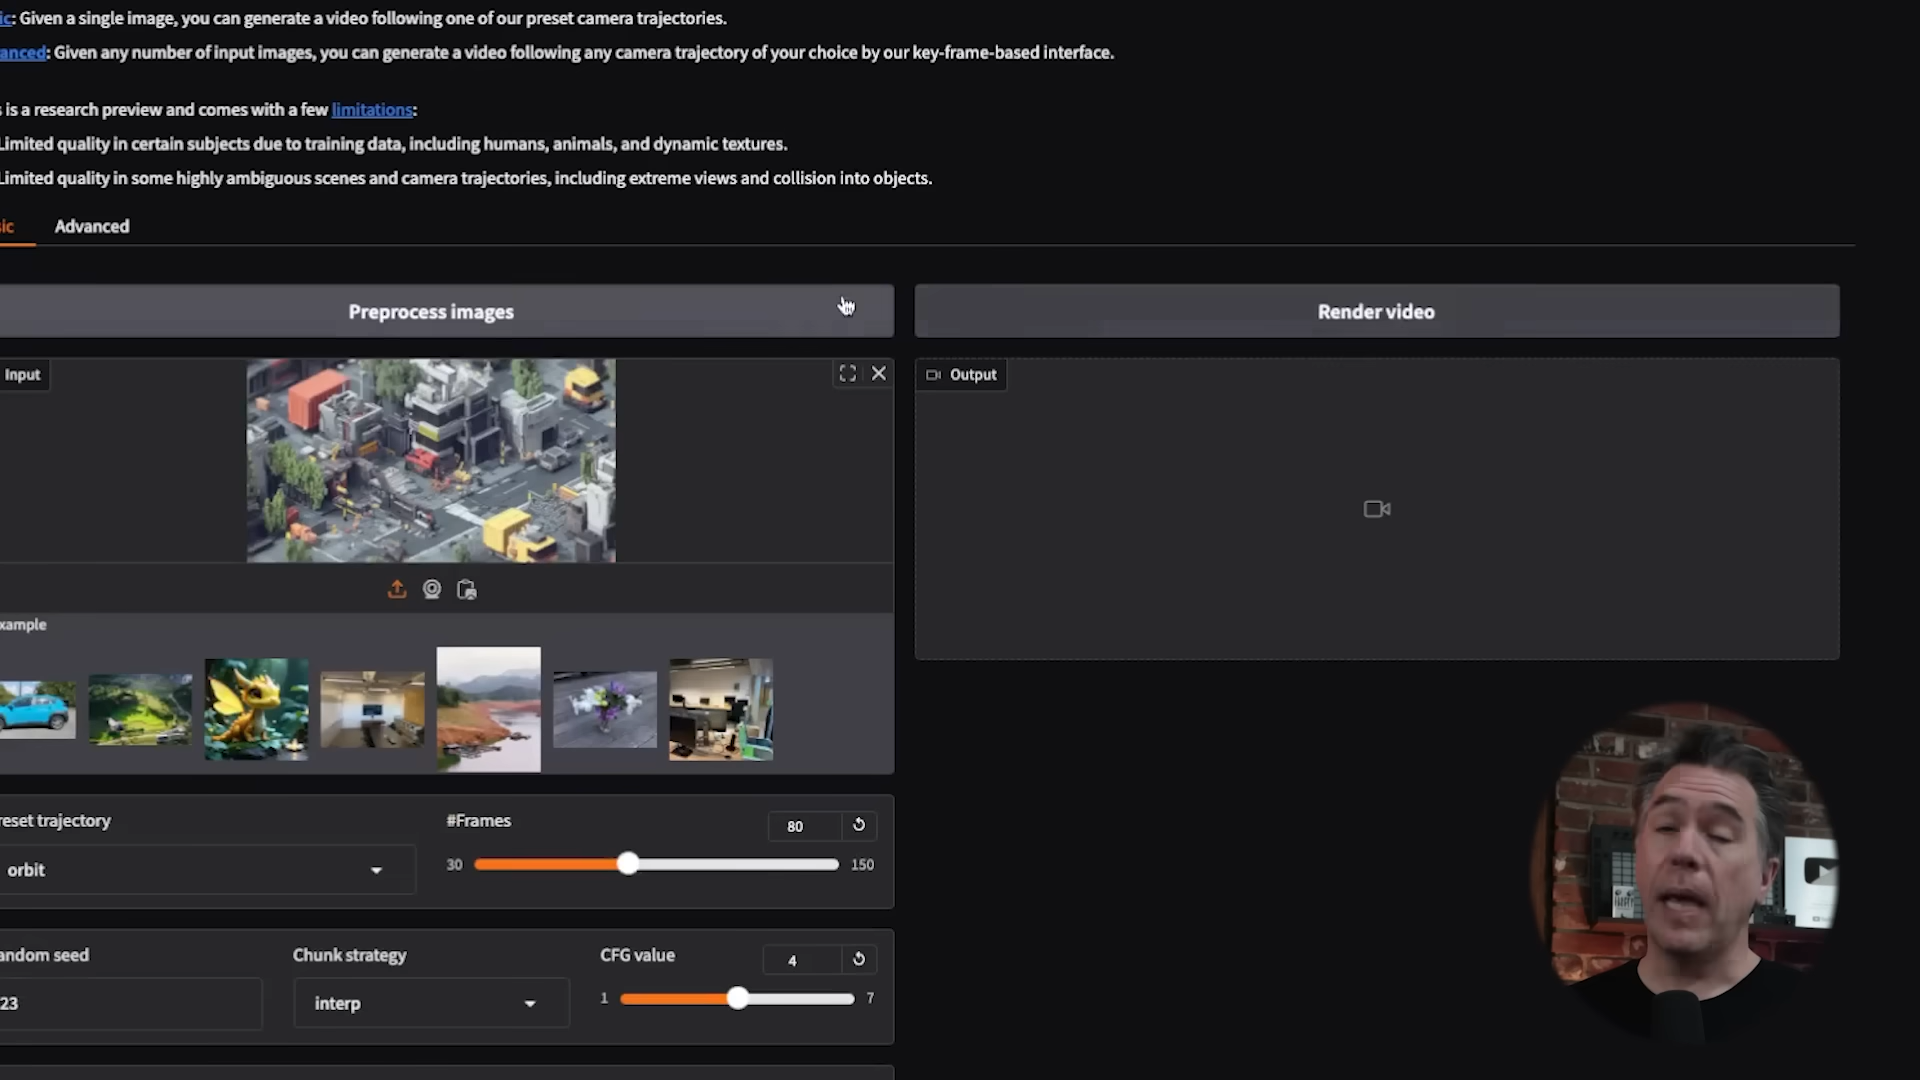 ic: Given a single image, you can generate a video following one of our preset camera trajectories.
anced: Given any number of input images, you can generate a video following any camera trajectory of your choice by our key-frame-based interface.
s is a research preview and comes with a few limitations:
Limited quality in certain subjects due to training data, including humans, animals, and dynamic textures.
Limited quality in some highly ambiguous scenes and camera trajectories, including extreme views and collision into objects.
sic Advanced
Preprocess images Render video
Input Output
xample
reset trajectory #Frames 80
orbit 30 150
andom seed Chunk strategy CFG value 4
23 interp 1 7